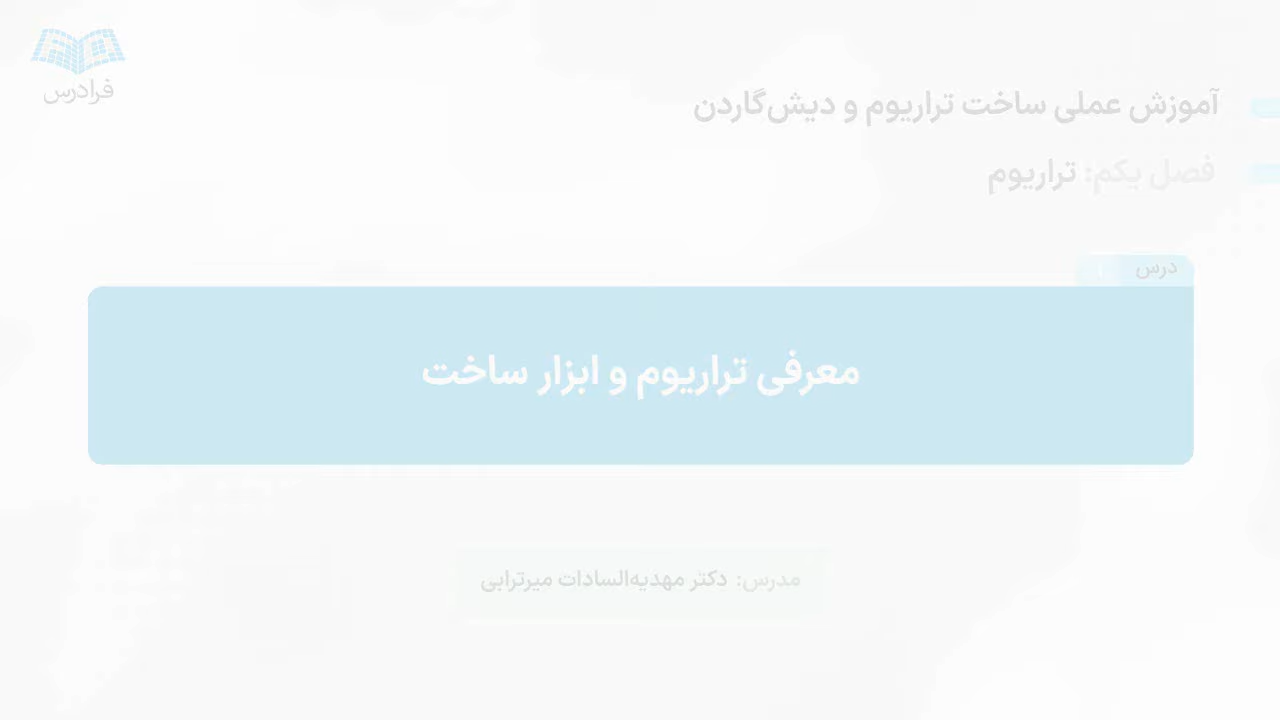 فرادرس
آموزش عملی ساخت تراریوم و دیش‌گاردن
فصل یکم: تراریوم
درس
معرفی تراریوم و ابزار ساخت
مدرس: دکتر مهدیه‌السادات میرترابی